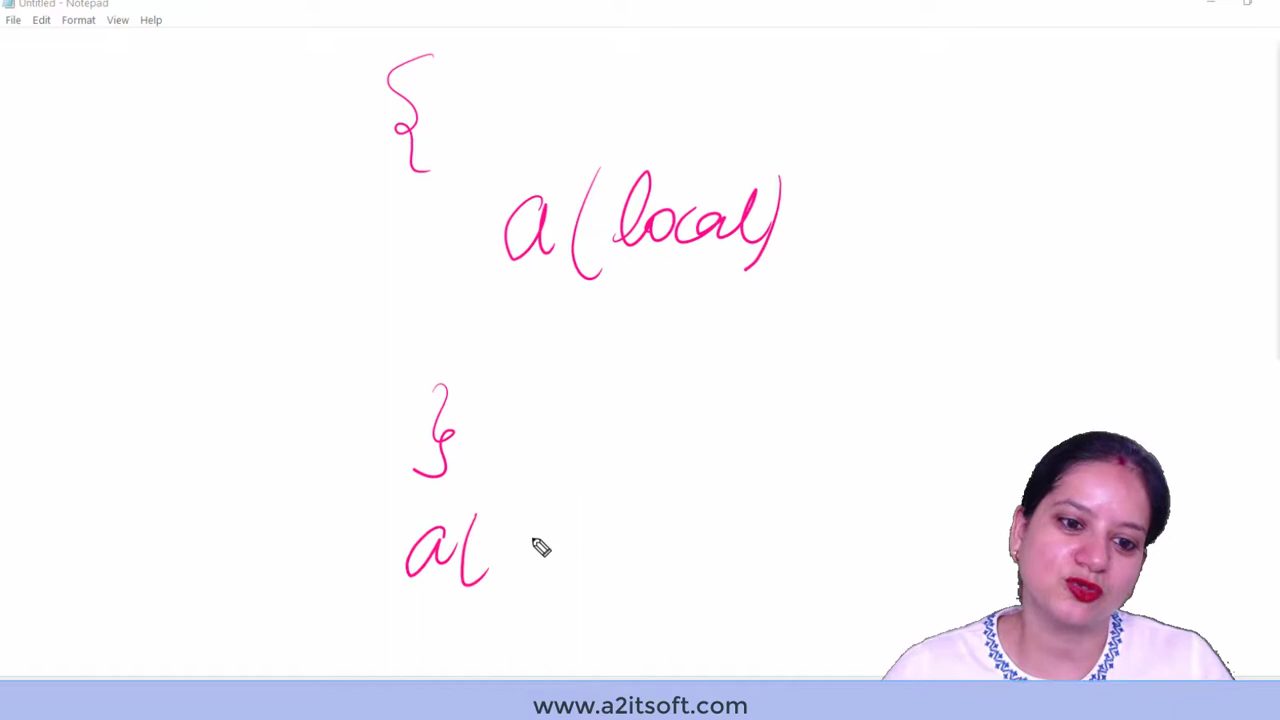 Untitled - Notepad
File Edit Format View Help
{
a(local)
}
a(
www.a2itsoft.com